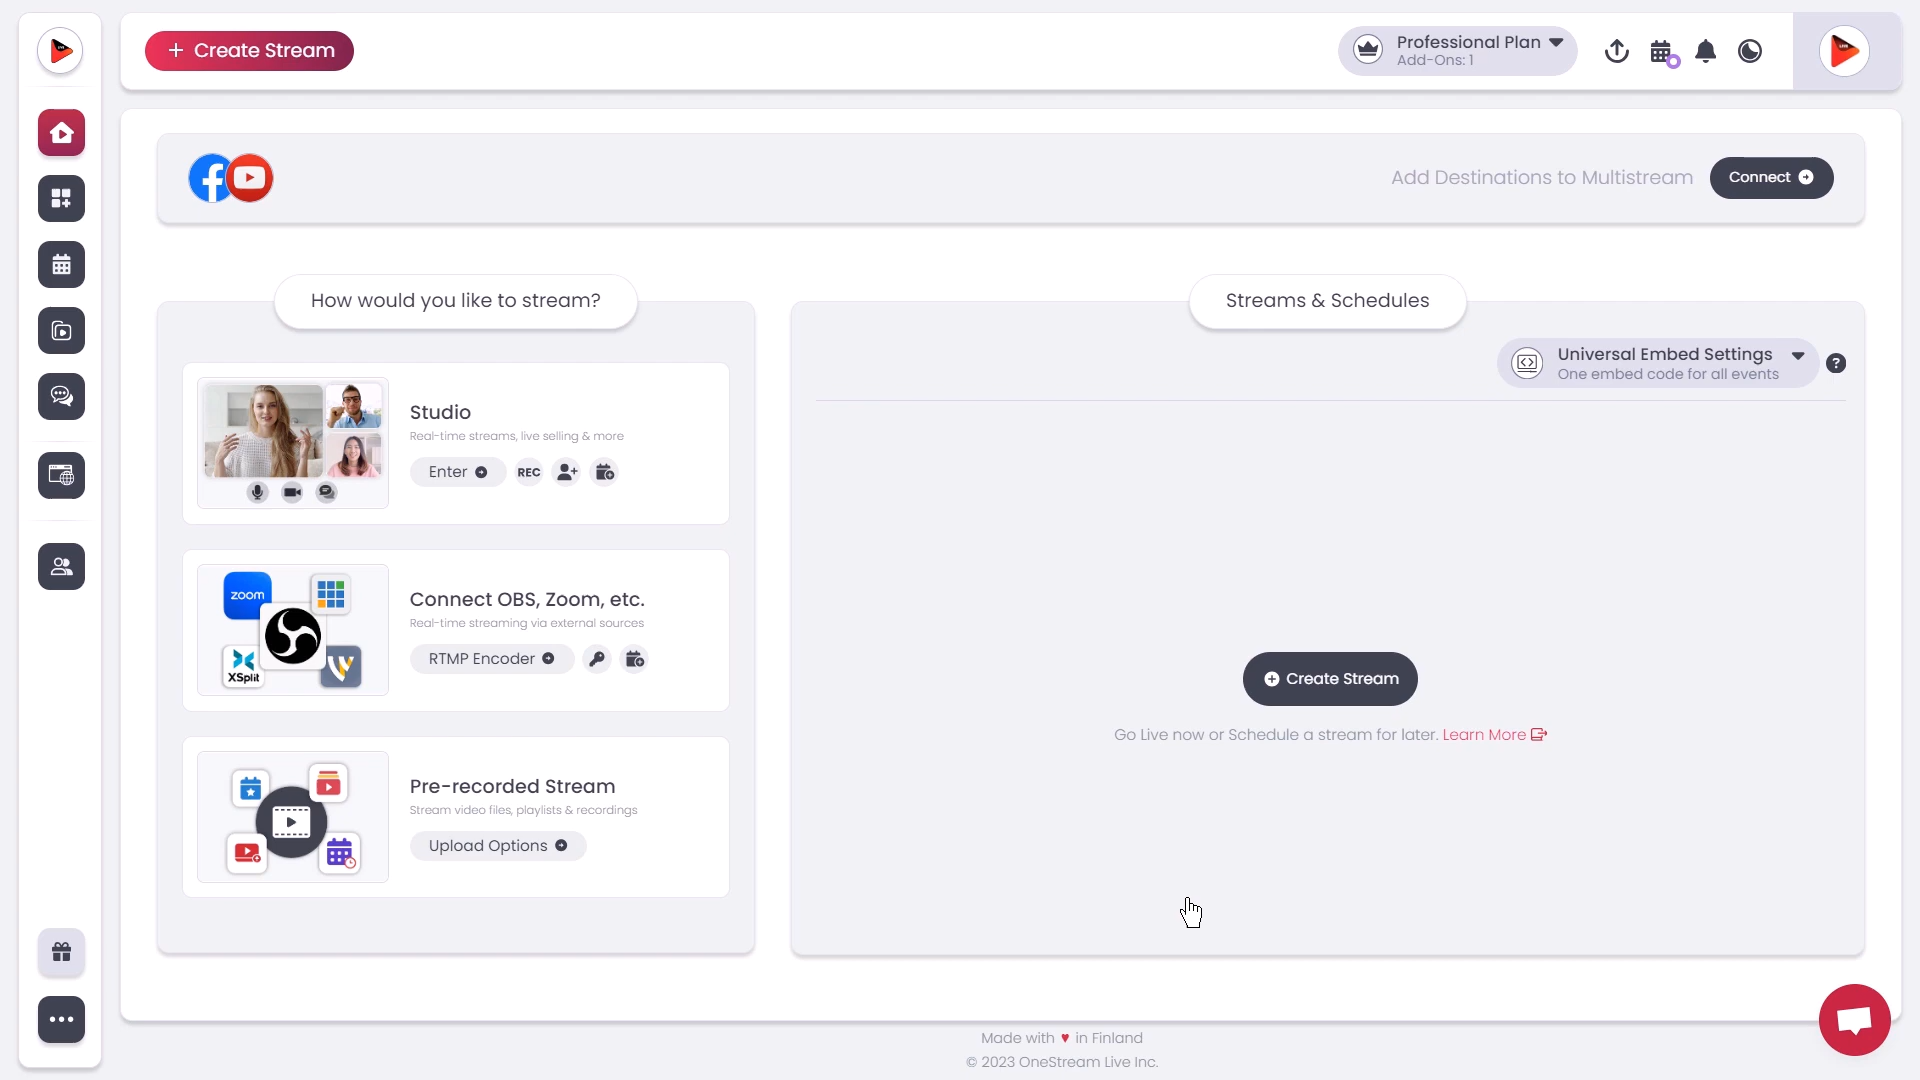 + Create Stream
Professional Plan
Add-Ons: 1
Add Destinations to Multistream
Connect
How would you like to stream?
Studio
Real-time streams, live selling & more
Enter
REC
zoom
XSplit
Connect OBS, Zoom, etc.
Real-time streaming via external sources
RTMP Encoder
Pre-recorded Stream
Stream video files, playlists & recordings
Upload Options
Streams & Schedules
Universal Embed Settings
One embed code for all events
?
Create Stream
Go Live now or Schedule a stream for later. Learn More
Made with ♥ in Finland
© 2023 OneStream Live Inc.